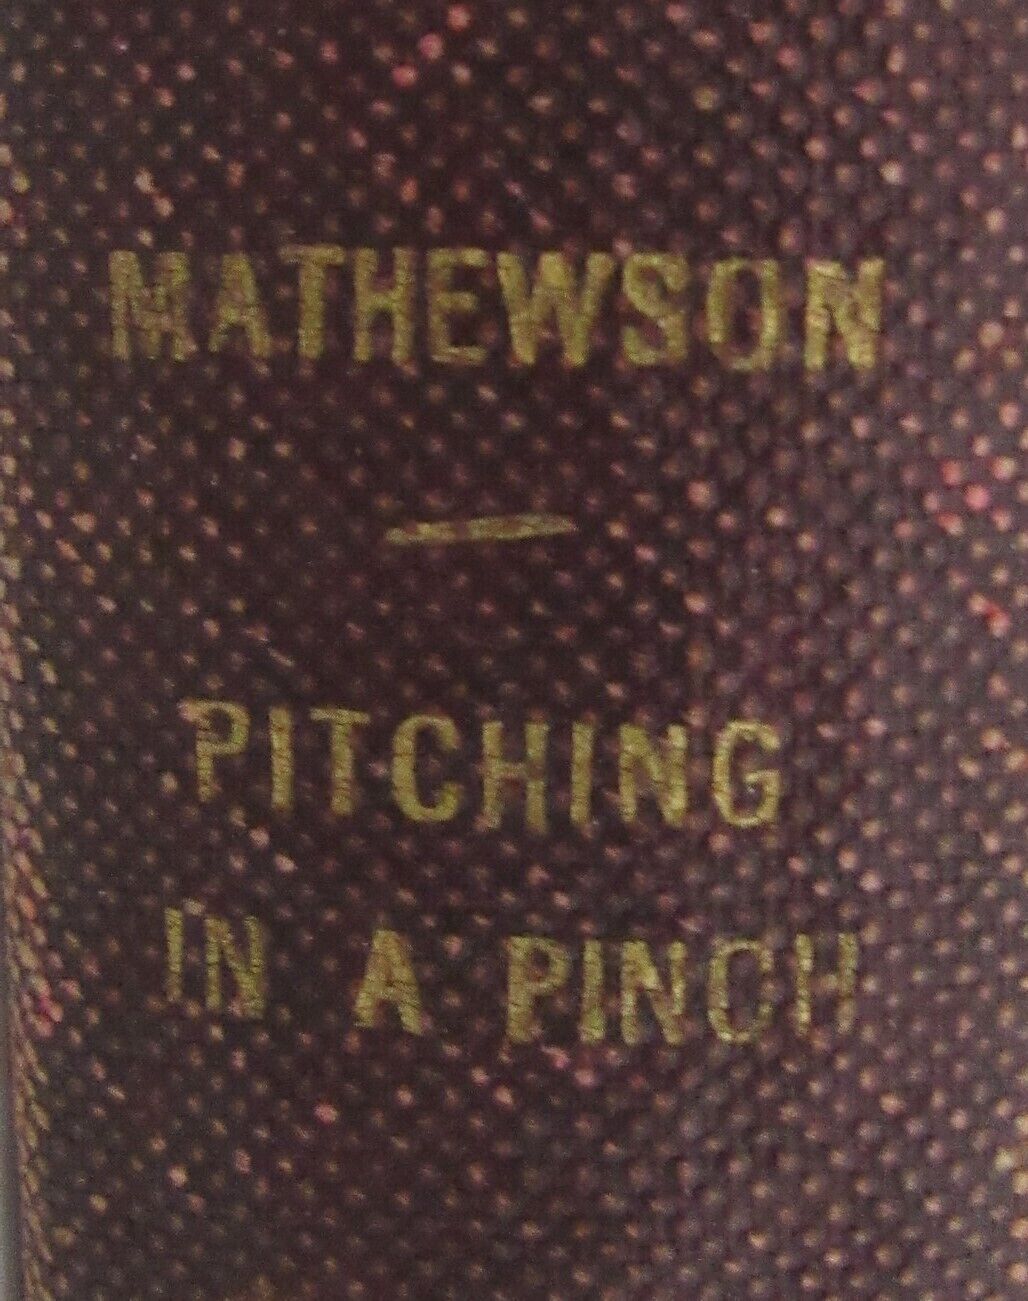 MATHEWSON
—
PITCHING
IN A PINCH